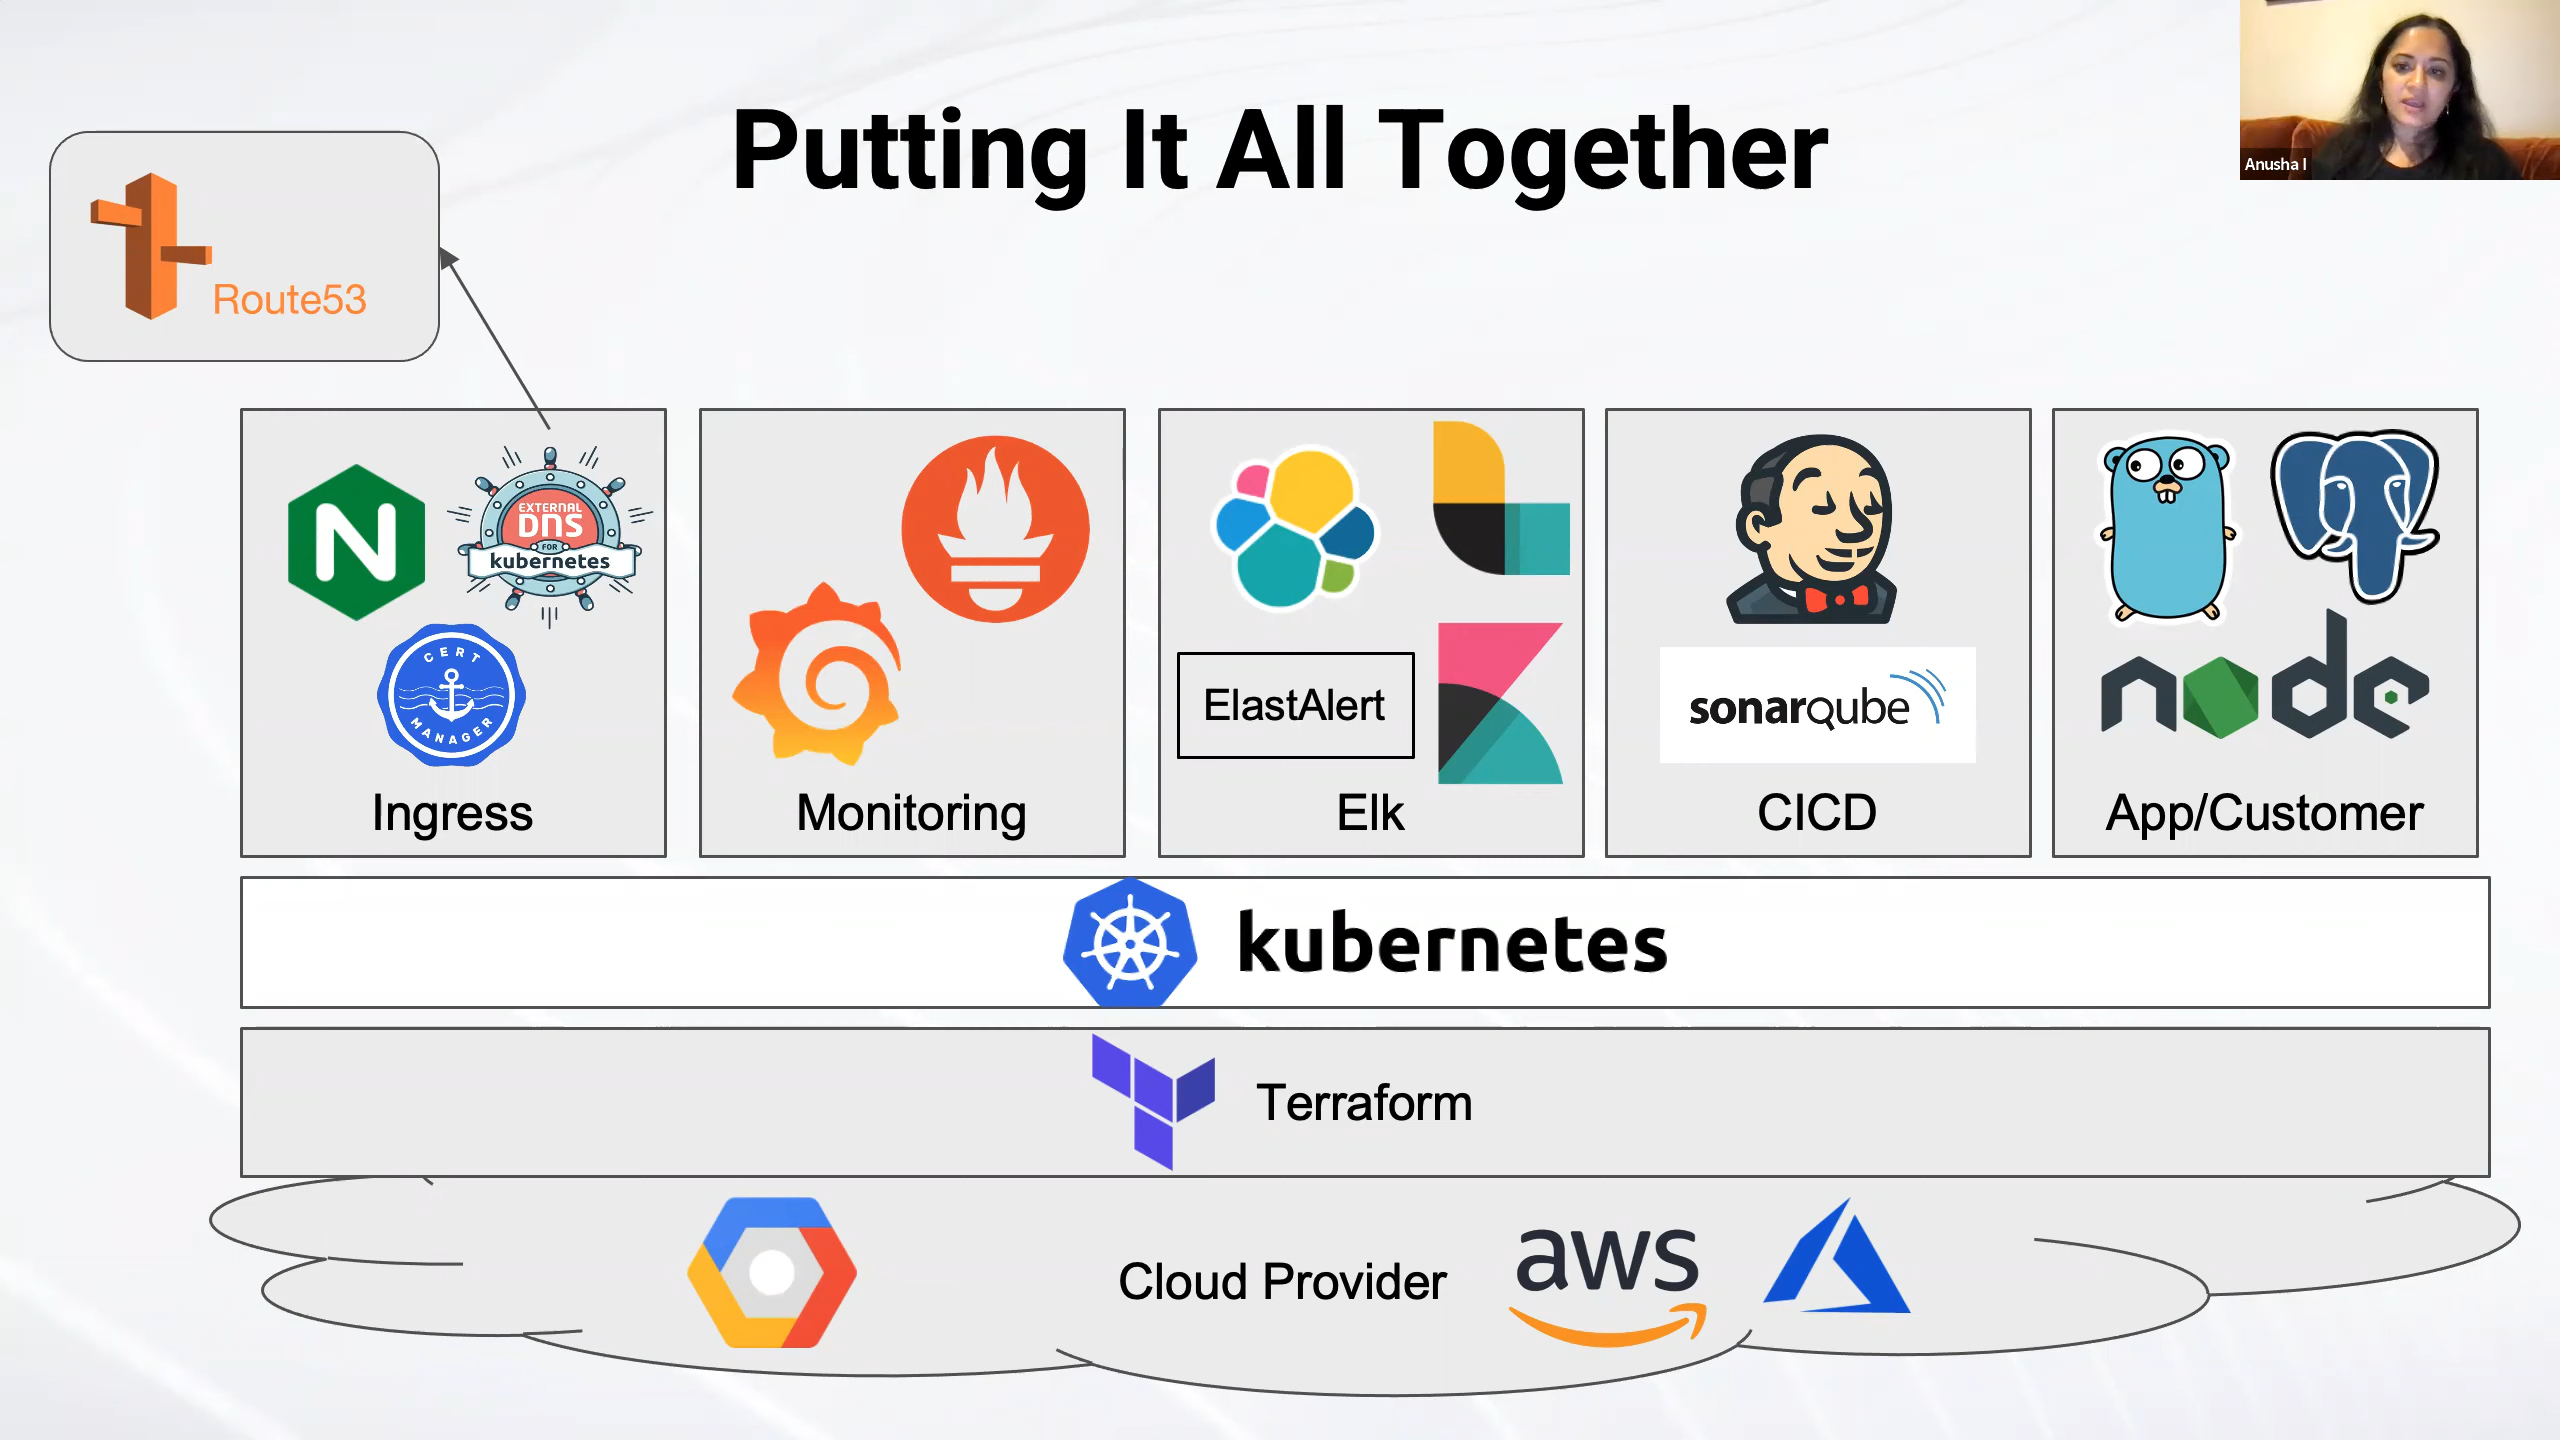 Putting It All Together
Anusha I
Route53
EXTERNAL
DNS
FOR
kubernetes
CERT
MANAGER
Ingress
Monitoring
ElastAlert
Elk
sonarqube
CICD
node
App/Customer
kubernetes
Terraform
Cloud Provider
aws